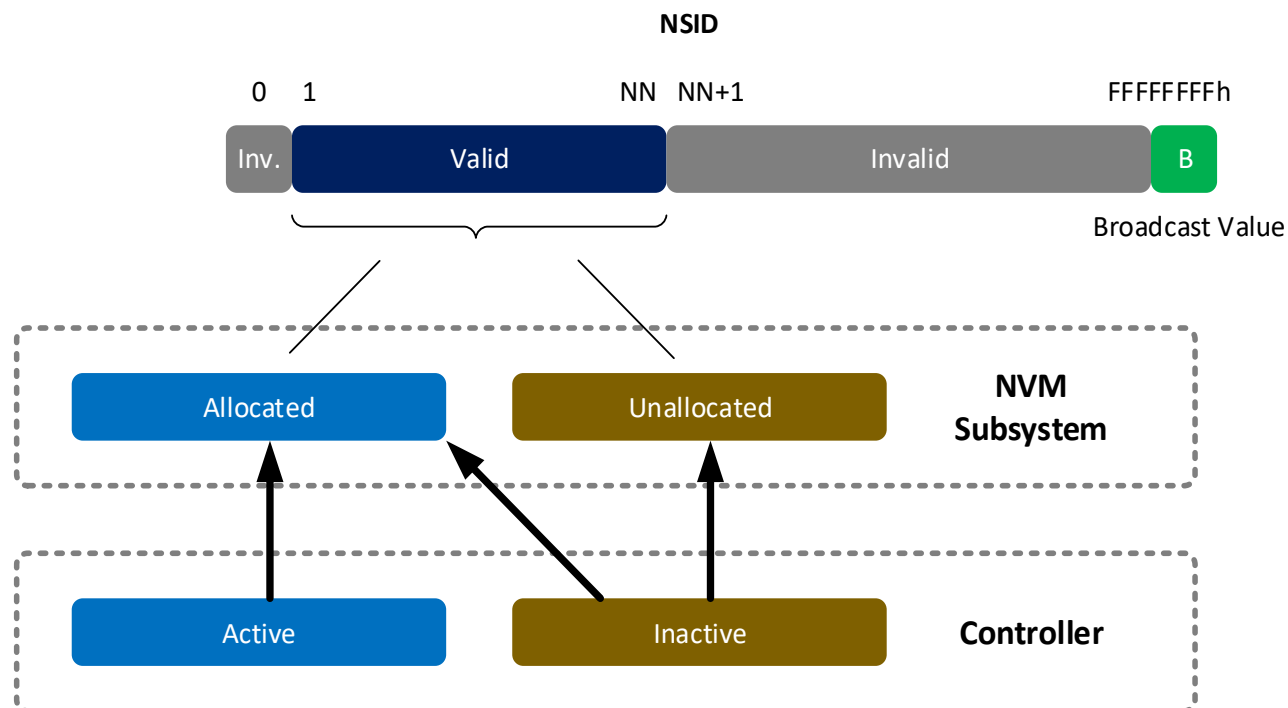 NSID
0 1 NN NN+1 FFFFFFFFh
Inv. Valid Invalid B
Broadcast Value
Allocated Unallocated
NVM
Subsystem
Active Inactive Controller